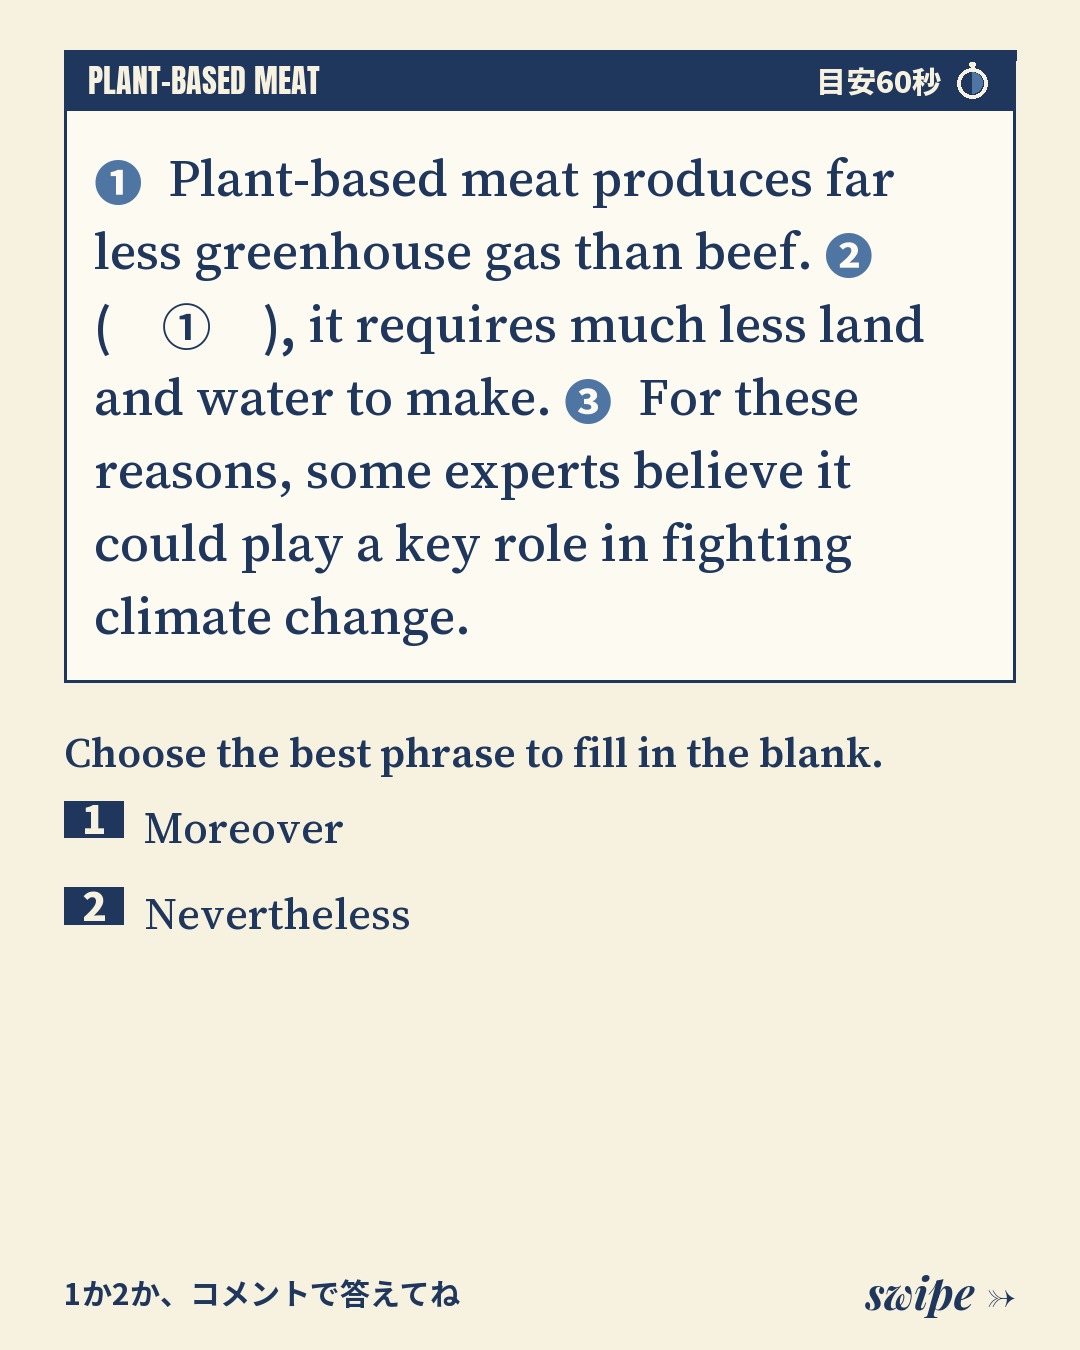 PLANT-BASED MEAT 目安60秒
❶ Plant-based meat produces far
less greenhouse gas than beef. ❷
( ① ), it requires much less land
and water to make. ❸ For these
reasons, some experts believe it
could play a key role in fighting
climate change.
Choose the best phrase to fill in the blank.
1 Moreover
2 Nevertheless
1か2か、コメントで答えてね swipe